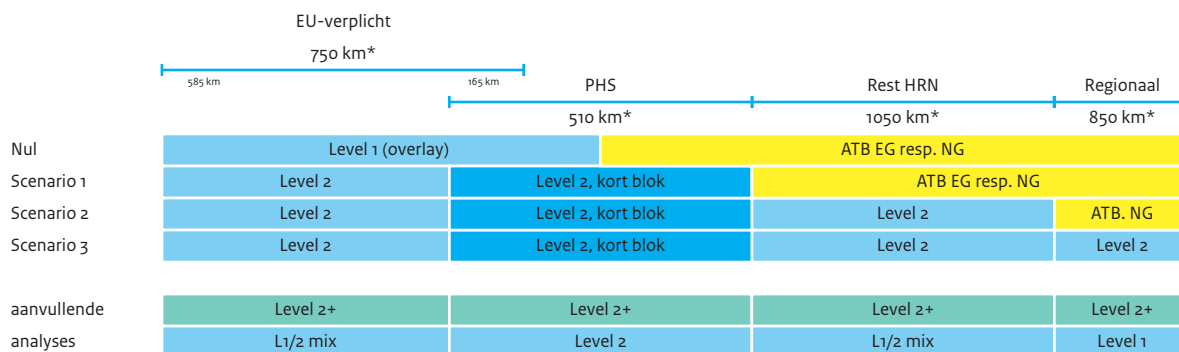 EU-verplicht
750 km*
585 km 165 km
PHS Rest HRN Regionaal
510 km* 1050 km* 850 km*
Nul Level 1 (overlay) ATB EG resp. NG
Scenario 1 Level 2 Level 2, kort blok ATB EG resp. NG
Scenario 2 Level 2 Level 2, kort blok Level 2 ATB. NG
Scenario 3 Level 2 Level 2, kort blok Level 2 Level 2
aanvullende Level 2+ Level 2+ Level 2+ Level 2+
analyses L1/2 mix Level 2 L1/2 mix Level 1